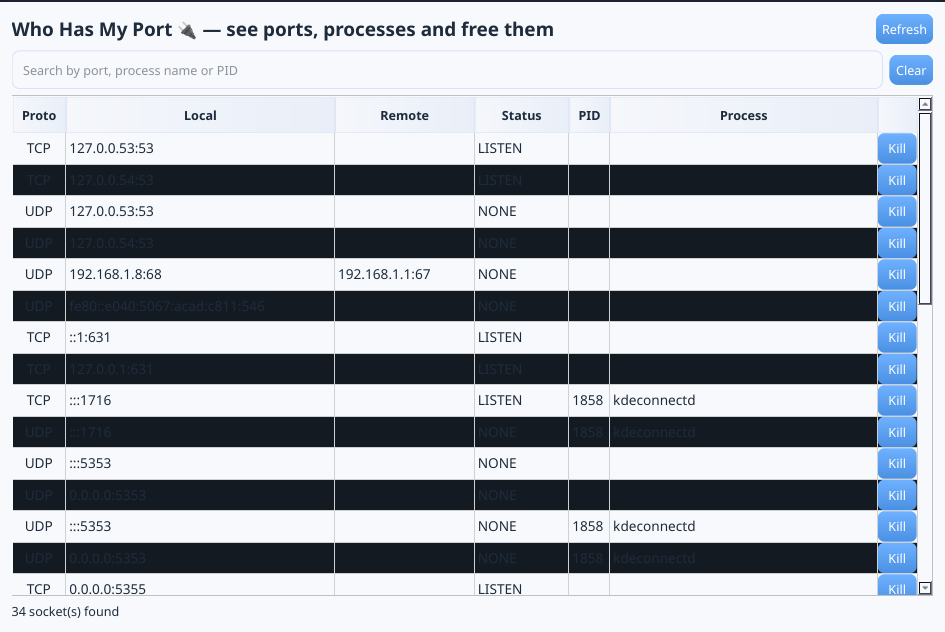 Who Has My Port 🔌 — see ports, processes and free them
Refresh
Search by port, process name or PID
Clear
Proto Local Remote Status PID Process
TCP 127.0.0.53:53 LISTEN Kill
TCP 127.0.0.54:53 LISTEN Kill
UDP 127.0.0.53:53 NONE Kill
UDP 127.0.0.54:53 NONE Kill
UDP 192.168.1.8:68 192.168.1.1:67 NONE Kill
UDP fe80::e040:5067:acad:c811:546 NONE Kill
TCP ::1:631 LISTEN Kill
TCP 127.0.0.1:631 LISTEN Kill
TCP :::1716 LISTEN 1858 kdeconnectd Kill
UDP :::1716 NONE 1858 kdeconnectd Kill
UDP :::5353 NONE Kill
UDP 0.0.0.0:5353 NONE Kill
UDP :::5353 NONE 1858 kdeconnectd Kill
UDP 0.0.0.0:5353 NONE 1858 kdeconnectd Kill
TCP 0.0.0.0:5355 LISTEN Kill
34 socket(s) found